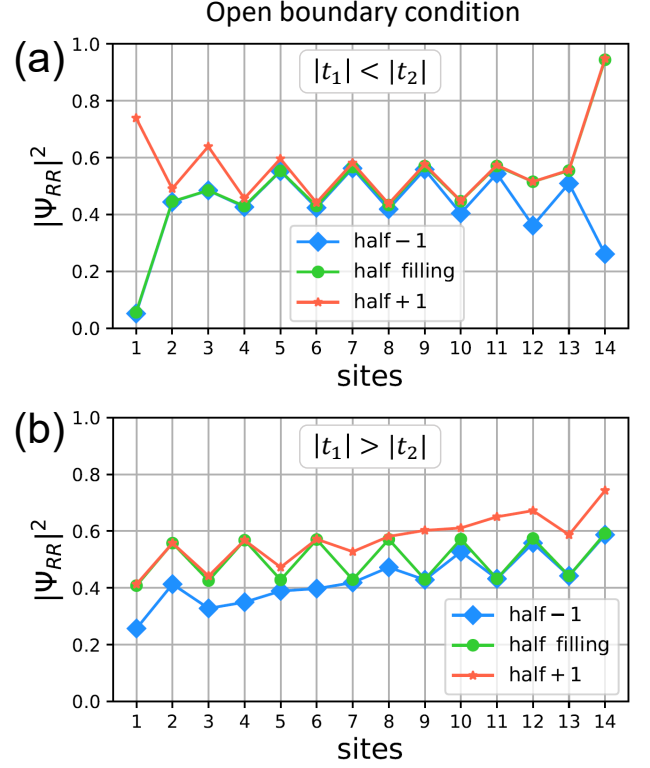 Open boundary condition
(a)
|t₁| < |t₂|
|Ψ_RR|²
1.0
0.8
0.6
0.4
0.2
0.0
half − 1
half filling
half + 1
1 2 3 4 5 6 7 8 9 10 11 12 13 14
sites
(b)
|t₁| > |t₂|
|Ψ_RR|²
1.0
0.8
0.6
0.4
0.2
0.0
half − 1
half filling
half + 1
1 2 3 4 5 6 7 8 9 10 11 12 13 14
sites